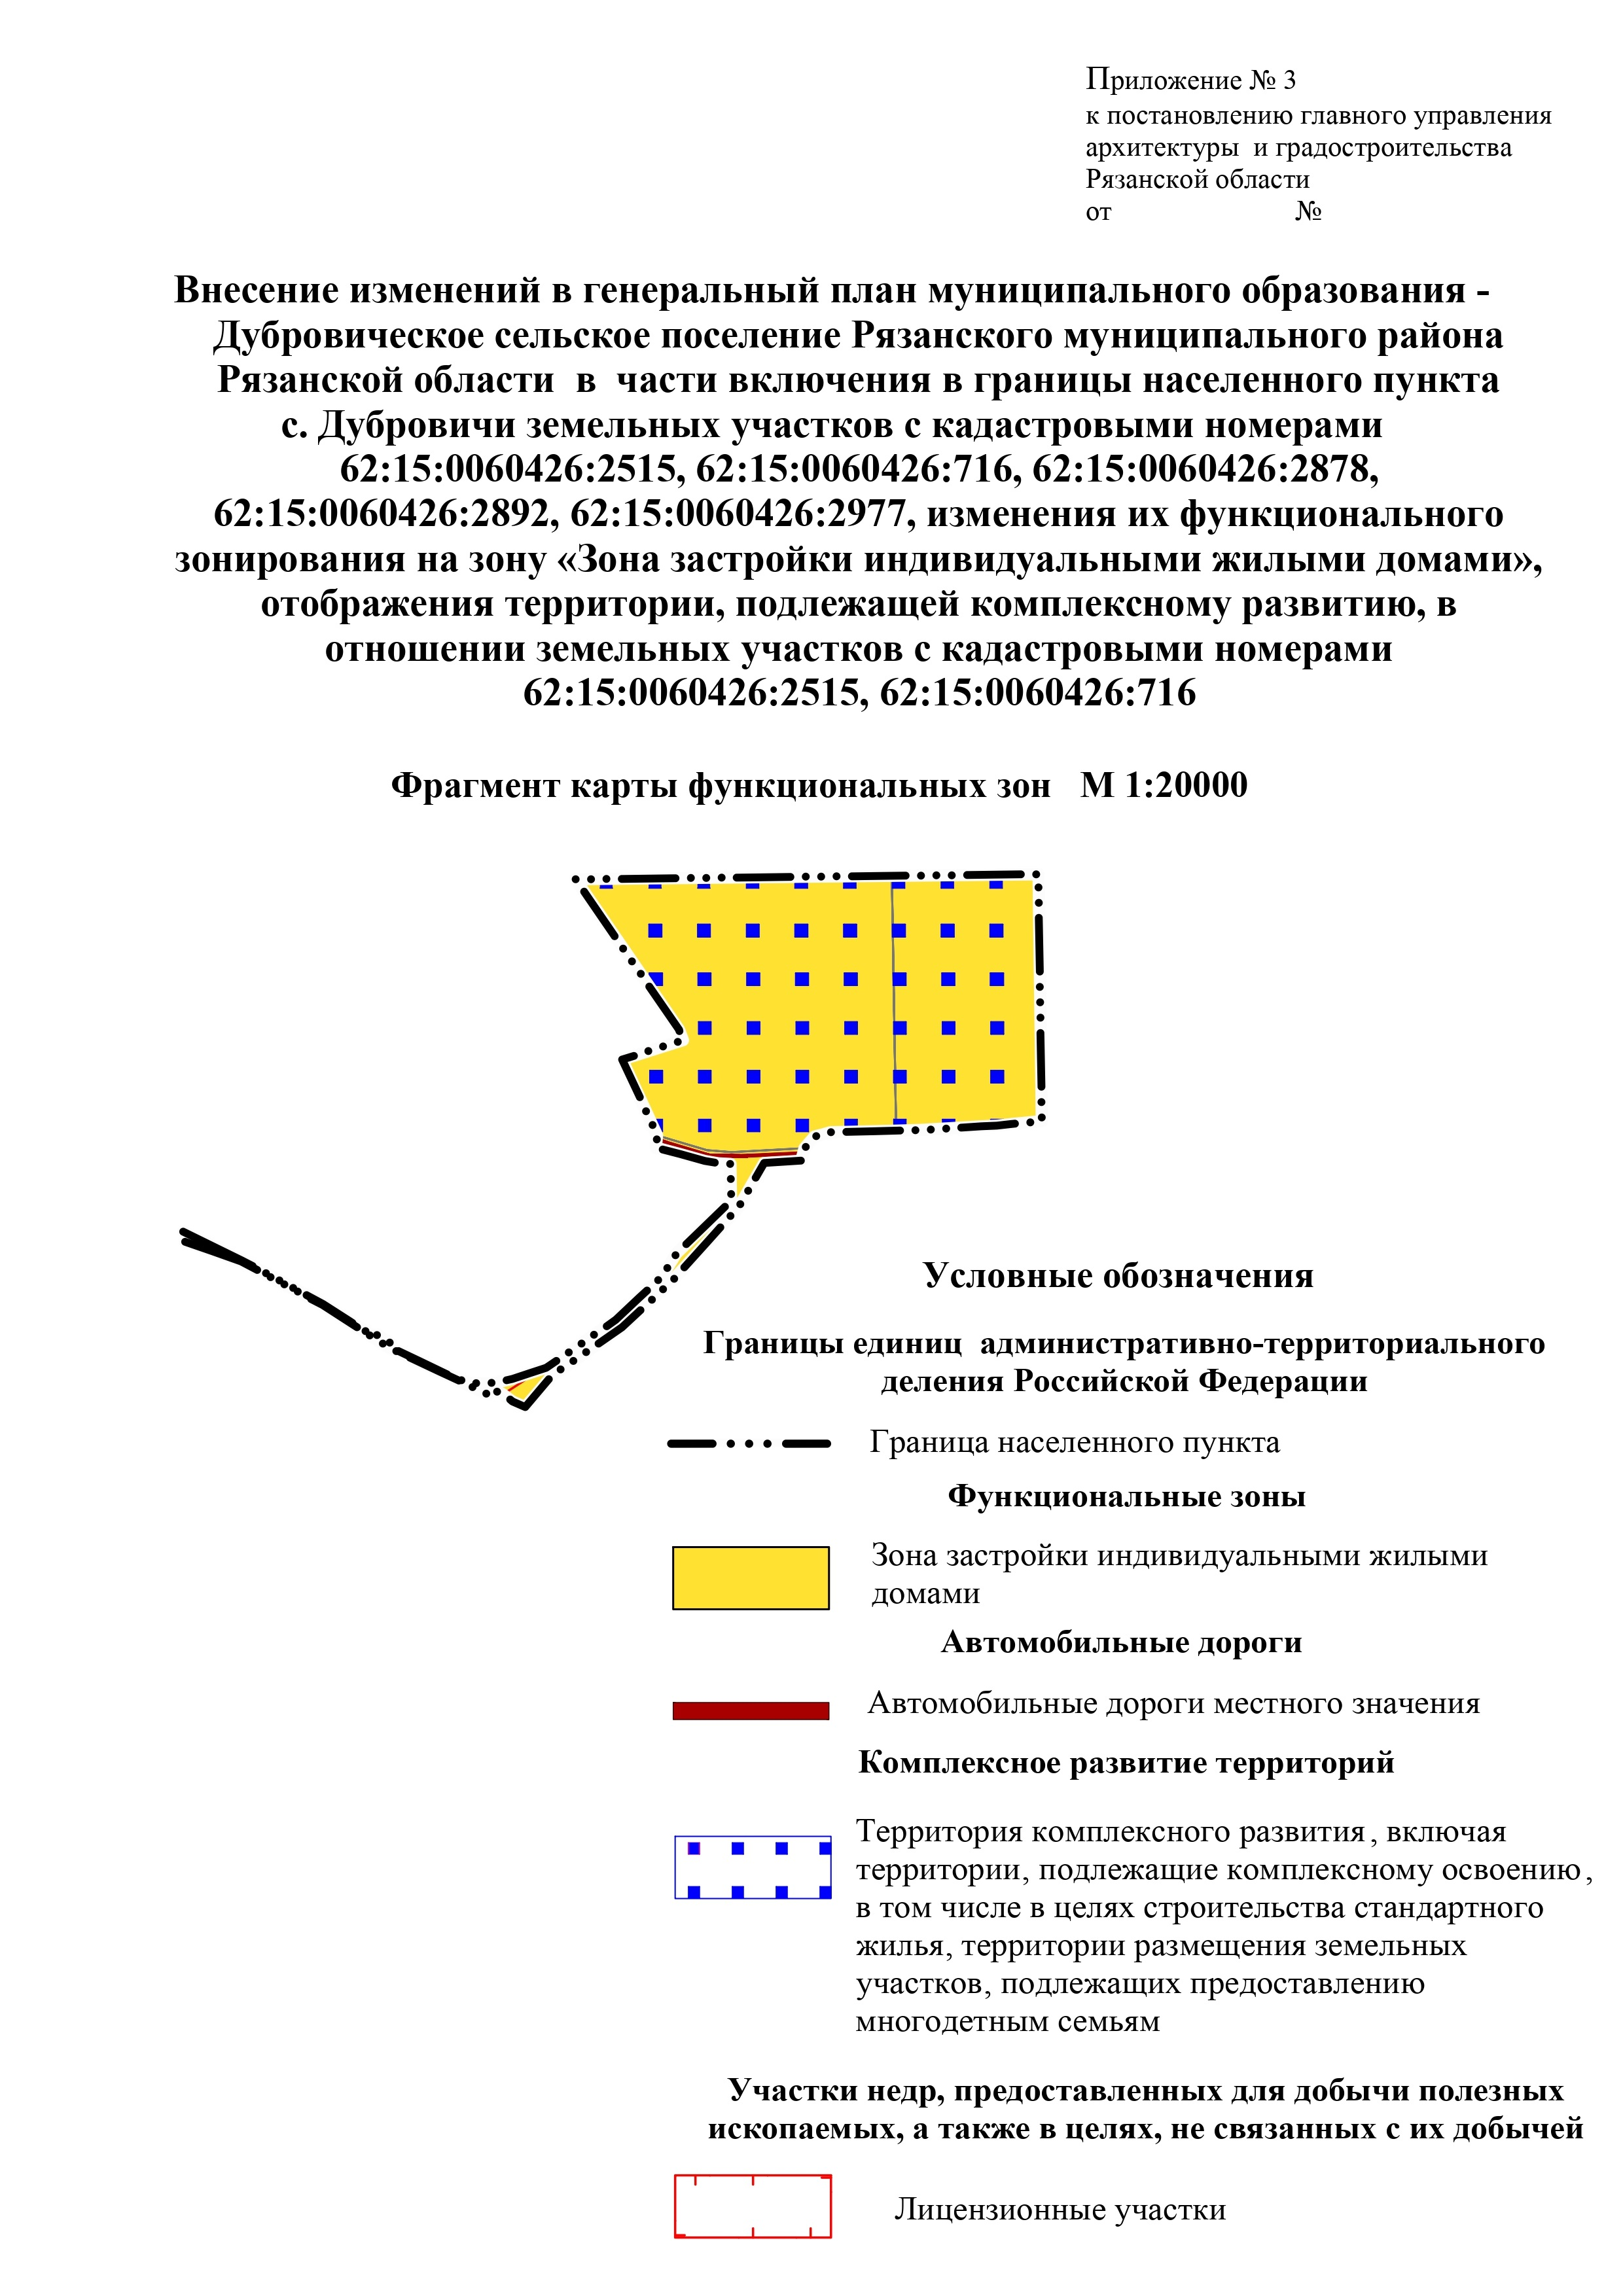 Приложение № 3
к постановлению главного управления
архитектуры и градостроительства
Рязанской области
от №
Внесение изменений в генеральный план муниципального образования -
Дубровическое сельское поселение Рязанского муниципального района
Рязанской области в части включения в границы населенного пункта
с. Дубровичи земельных участков с кадастровыми номерами
62:15:0060426:2515, 62:15:0060426:716, 62:15:0060426:2878,
62:15:0060426:2892, 62:15:0060426:2977, изменения их функционального
зонирования на зону «Зона застройки индивидуальными жилыми домами»,
отображения территории, подлежащей комплексному развитию, в
отношении земельных участков с кадастровыми номерами
62:15:0060426:2515, 62:15:0060426:716
Фрагмент карты функциональных зон М 1:20000
Условные обозначения
Границы единиц административно-территориального
деления Российской Федерации
Граница населенного пункта
Функциональные зоны
Зона застройки индивидуальными жилыми
домами
Автомобильные дороги
Автомобильные дороги местного значения
Комплексное развитие территорий
Территория комплексного развития, включая
территории, подлежащие комплексному освоению,
в том числе в целях строительства стандартного
жилья, территории размещения земельных
участков, подлежащих предоставлению
многодетным семьям
Участки недр, предоставленных для добычи полезных
ископаемых, а также в целях, не связанных с их добычей
Лицензионные участки